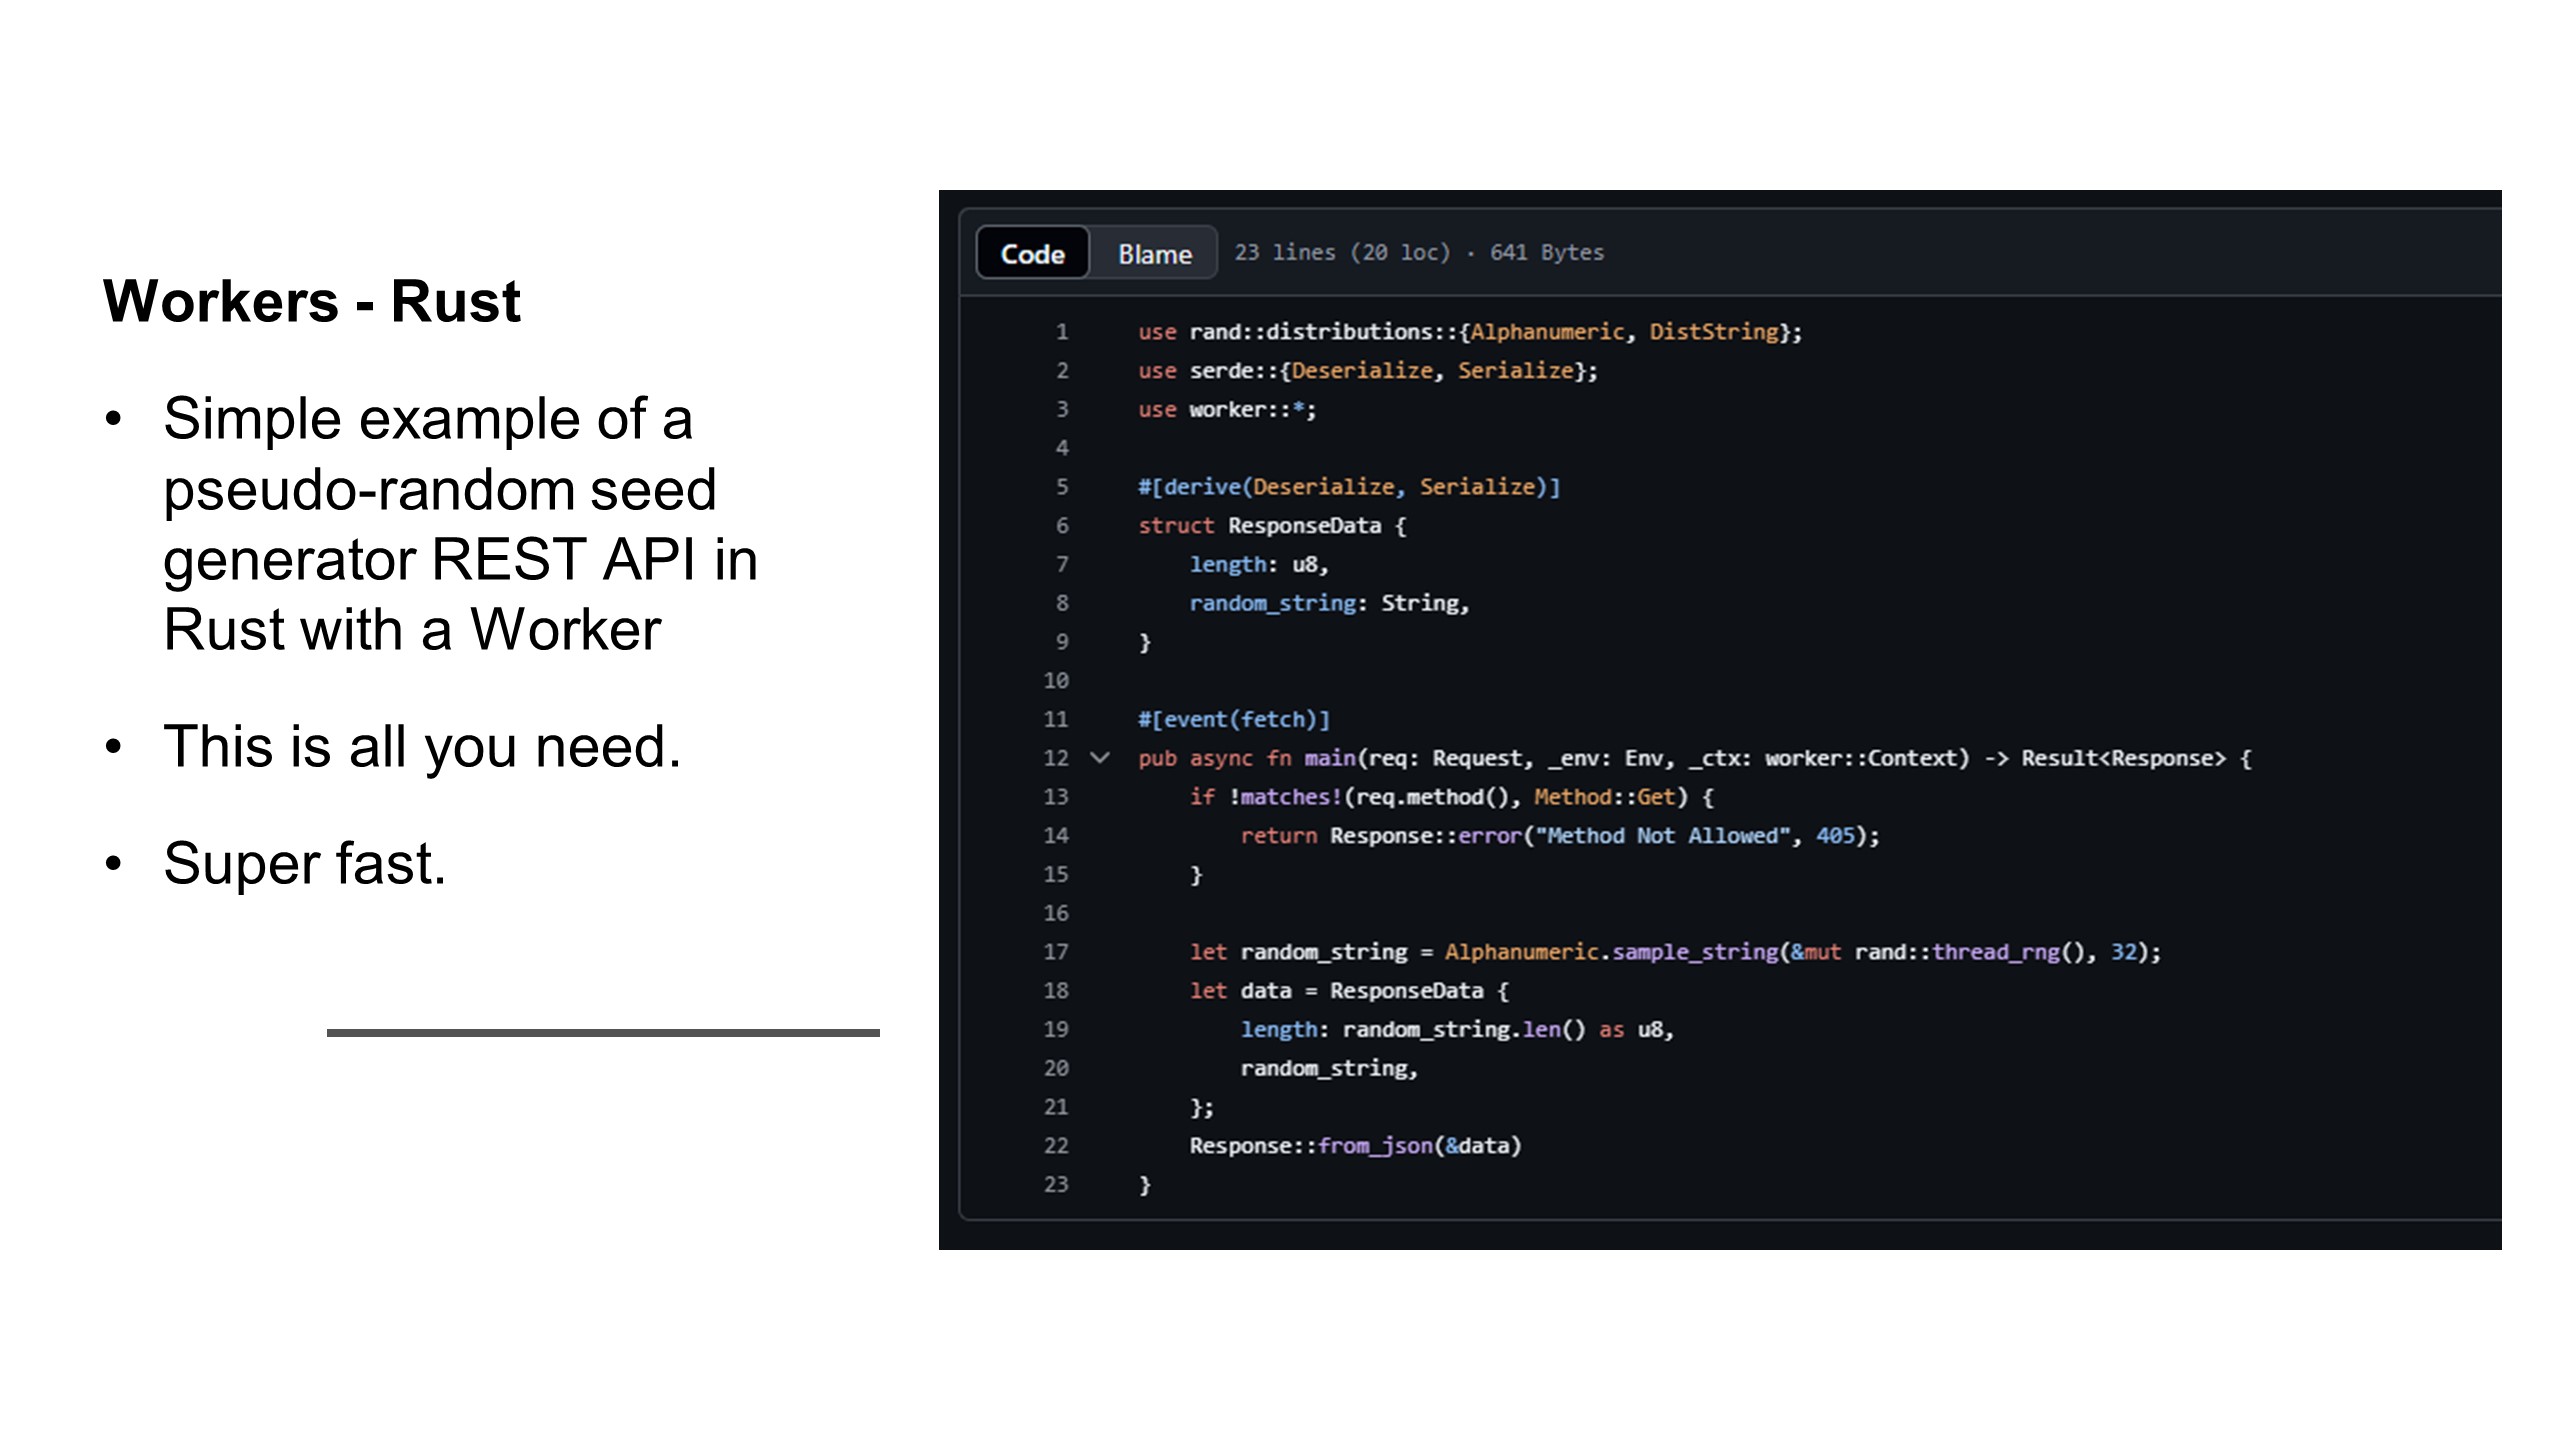 Workers - Rust
• Simple example of a
pseudo-random seed
generator REST API in
Rust with a Worker
• This is all you need.
• Super fast.
Code Blame 23 lines (20 loc) · 641 Bytes
1 use rand::distributions::{Alphanumeric, DistString};
2 use serde::{Deserialize, Serialize};
3 use worker::*;
4
5 #[derive(Deserialize, Serialize)]
6 struct ResponseData {
7     length: u8,
8     random_string: String,
9 }
10
11 #[event(fetch)]
12 pub async fn main(req: Request, _env: Env, _ctx: worker::Context) -> Result<Response> {
13     if !matches!(req.method(), Method::Get) {
14         return Response::error("Method Not Allowed", 405);
15     }
16
17     let random_string = Alphanumeric.sample_string(&mut rand::thread_rng(), 32);
18     let data = ResponseData {
19         length: random_string.len() as u8,
20         random_string,
21     };
22     Response::from_json(&data)
23 }